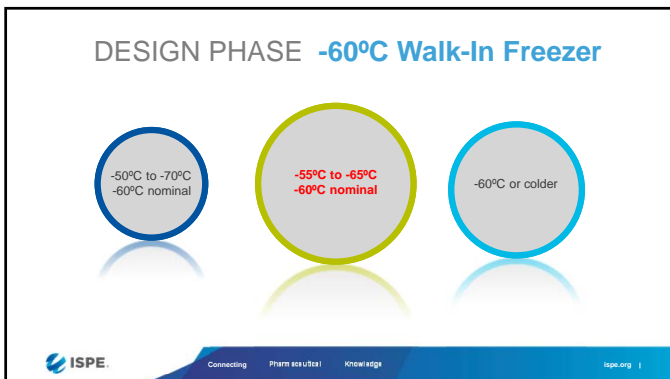 DESIGN PHASE -60ºC Walk-In Freezer
-50ºC to -70ºC
-60ºC nominal
-55ºC to -65ºC
-60ºC nominal
-60ºC or colder
ISPE.
Connecting Pharmaceutical Knowledge
ispe.org |